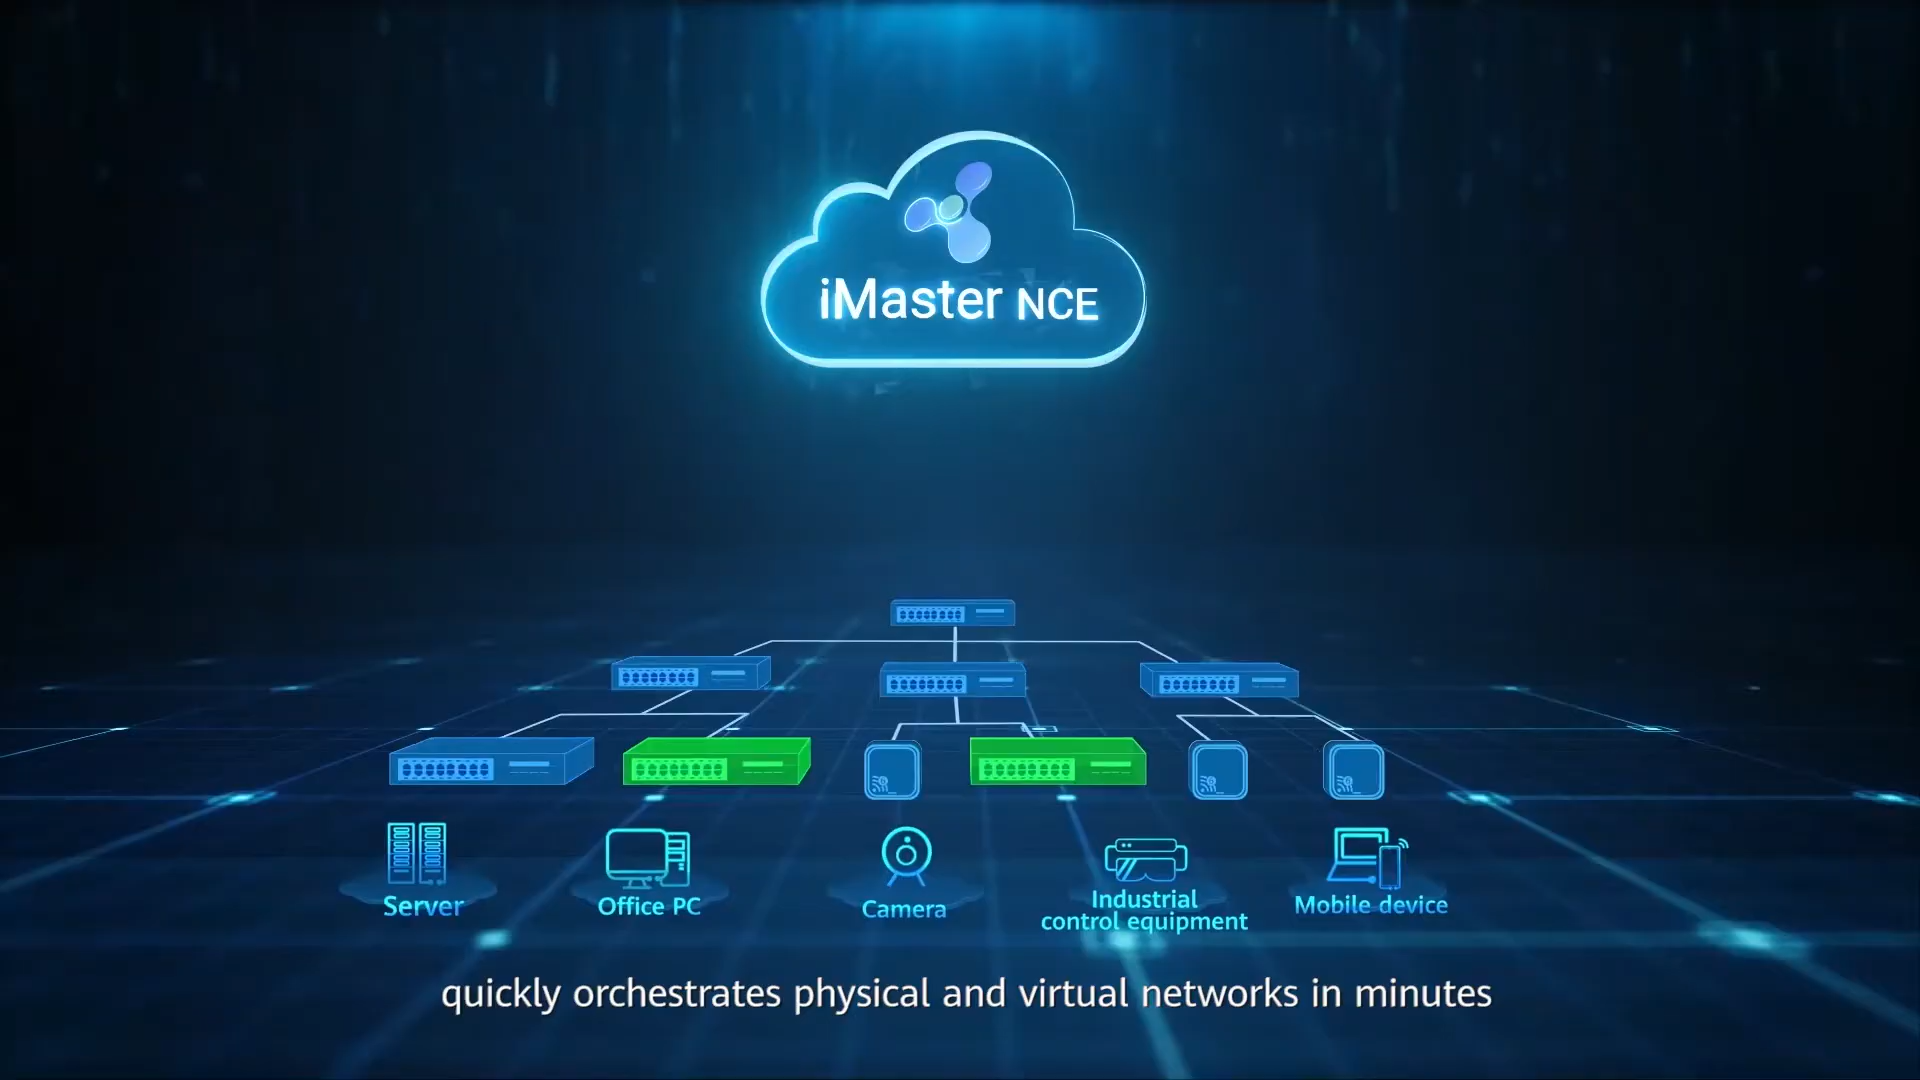 iMaster NCE
Server
Office PC
Camera
Industrial
control equipment
Mobile device
quickly orchestrates physical and virtual networks in minutes